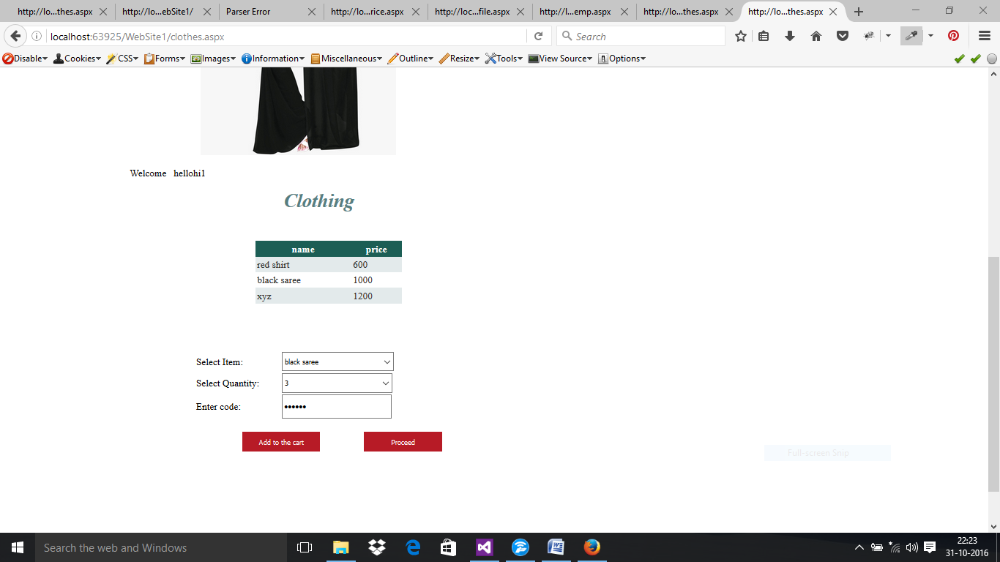 http://lo...thes.aspx http://lo...ebSite1/ Parser Error http://lo...rice.aspx http://loc...file.aspx http://l...emp.aspx http://lo...thes.aspx http://lo...thes.aspx
localhost:63925/WebSite1/clothes.aspx Search
Disable Cookies CSS Forms Images Information Miscellaneous Outline Resize Tools View Source Options
Welcome hellohi1
Clothing
name price
red shirt 600
black saree 1000
xyz 1200
Select Item: black saree
Select Quantity: 3
Enter code: ••••••
Add to the cart Proceed
Full-screen Snip
Search the web and Windows
22:23
31-10-2016